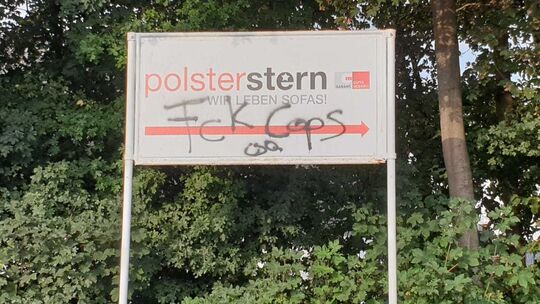 polsterstern
WIR LEBEN SOFAS!
Fck Cops